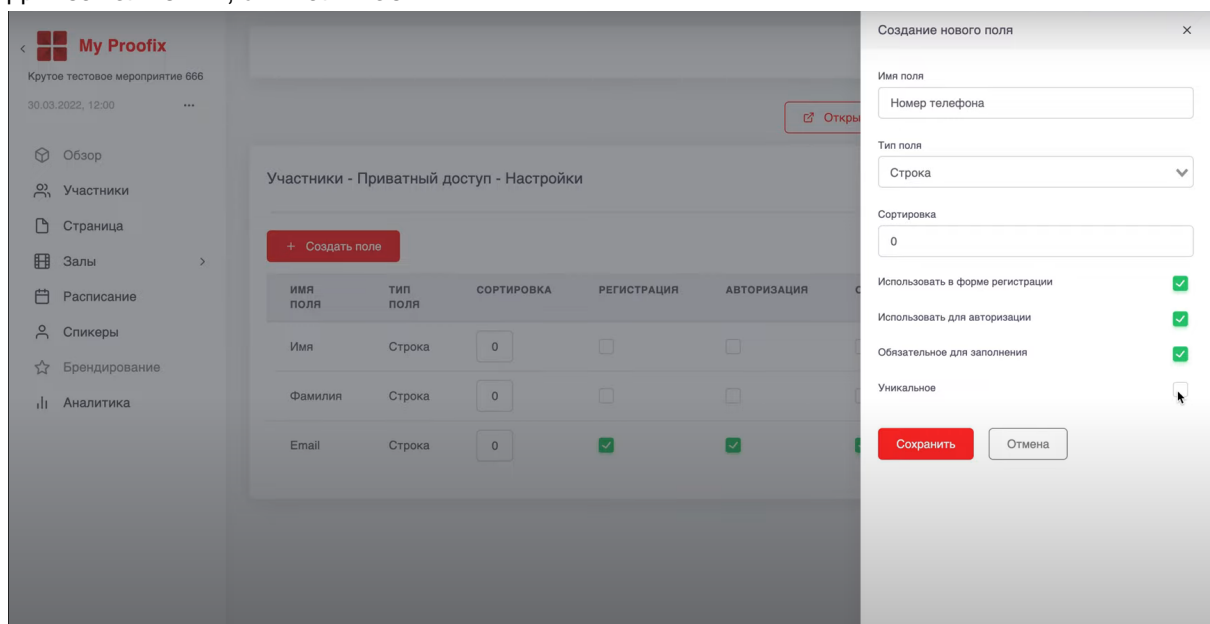 My Proofix
Крутое тестовое мероприятие 666
30.03.2022, 12:00
Обзор
Участники
Страница
Залы
Расписание
Спикеры
Брендирование
Аналитика
Участники - Приватный доступ - Настройки
+ Создать поле
ИМЯ ПОЛЯ ТИП ПОЛЯ СОРТИРОВКА РЕГИСТРАЦИЯ АВТОРИЗАЦИЯ
Имя Строка 0
Фамилия Строка 0
Email Строка 0
Создание нового поля
Имя поля
Номер телефона
Тип поля
Строка
Сортировка
0
Использовать в форме регистрации
Использовать для авторизации
Обязательное для заполнения
Уникальное
Сохранить Отмена